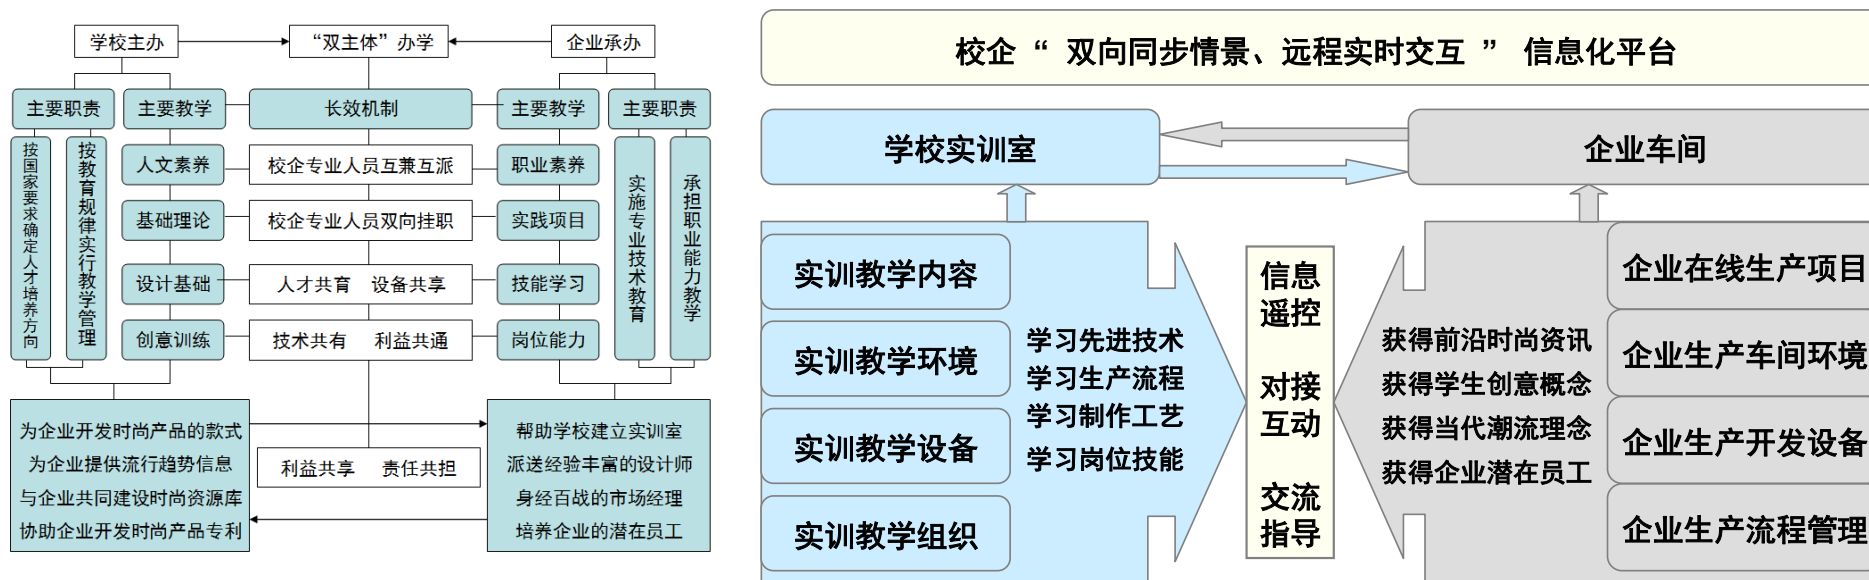 学校主办
“双主体”办学
企业承办
主要职责
主要教学
长效机制
主要教学
主要职责
按国家要求确定人才培养方向
按教育规律实行教学管理
人文素养
基础理论
设计基础
创意训练
校企专业人员互兼互派
校企专业人员双向挂职
人才共育 设备共享
技术共有 利益共通
职业素养
实践项目
技能学习
岗位能力
实施专业技术教育
承担职业能力教学
为企业开发时尚产品的款式
为企业提供流行趋势信息
与企业共同建设时尚资源库
协助企业开发时尚产品专利
利益共享 责任共担
帮助学校建立实训室
派送经验丰富的设计师
身经百战的市场经理
培养企业的潜在员工
校企“双向同步情景、远程实时交互”信息化平台
学校实训室
企业车间
实训教学内容
实训教学环境
实训教学设备
实训教学组织
学习先进技术
学习生产流程
学习制作工艺
学习岗位技能
信息
遥控
对接
互动
交流
指导
获得前沿时尚资讯
获得学生创意概念
获得当代潮流理念
获得企业潜在员工
企业在线生产项目
企业生产车间环境
企业生产开发设备
企业生产流程管理